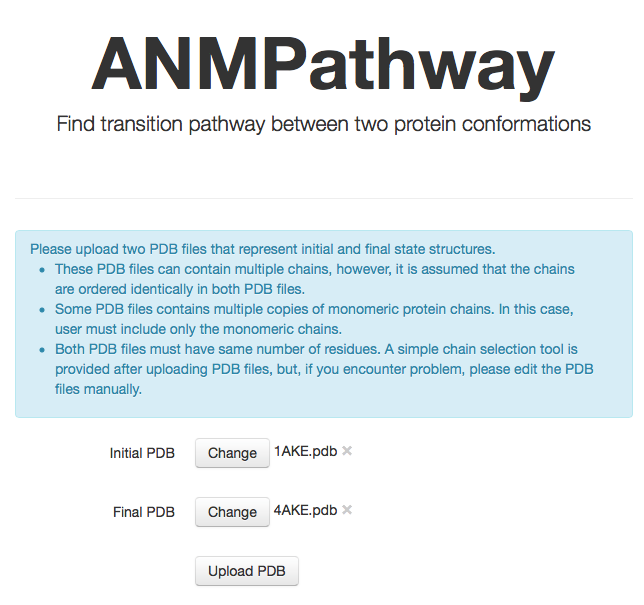 ANMPathway
Find transition pathway between two protein conformations
Please upload two PDB files that represent initial and final state structures.
• These PDB files can contain multiple chains, however, it is assumed that the chains
are ordered identically in both PDB files.
• Some PDB files contains multiple copies of monomeric protein chains. In this case,
user must include only the monomeric chains.
• Both PDB files must have same number of residues. A simple chain selection tool is
provided after uploading PDB files, but, if you encounter problem, please edit the PDB
files manually.
Initial PDB Change 1AKE.pdb ×
Final PDB Change 4AKE.pdb ×
Upload PDB